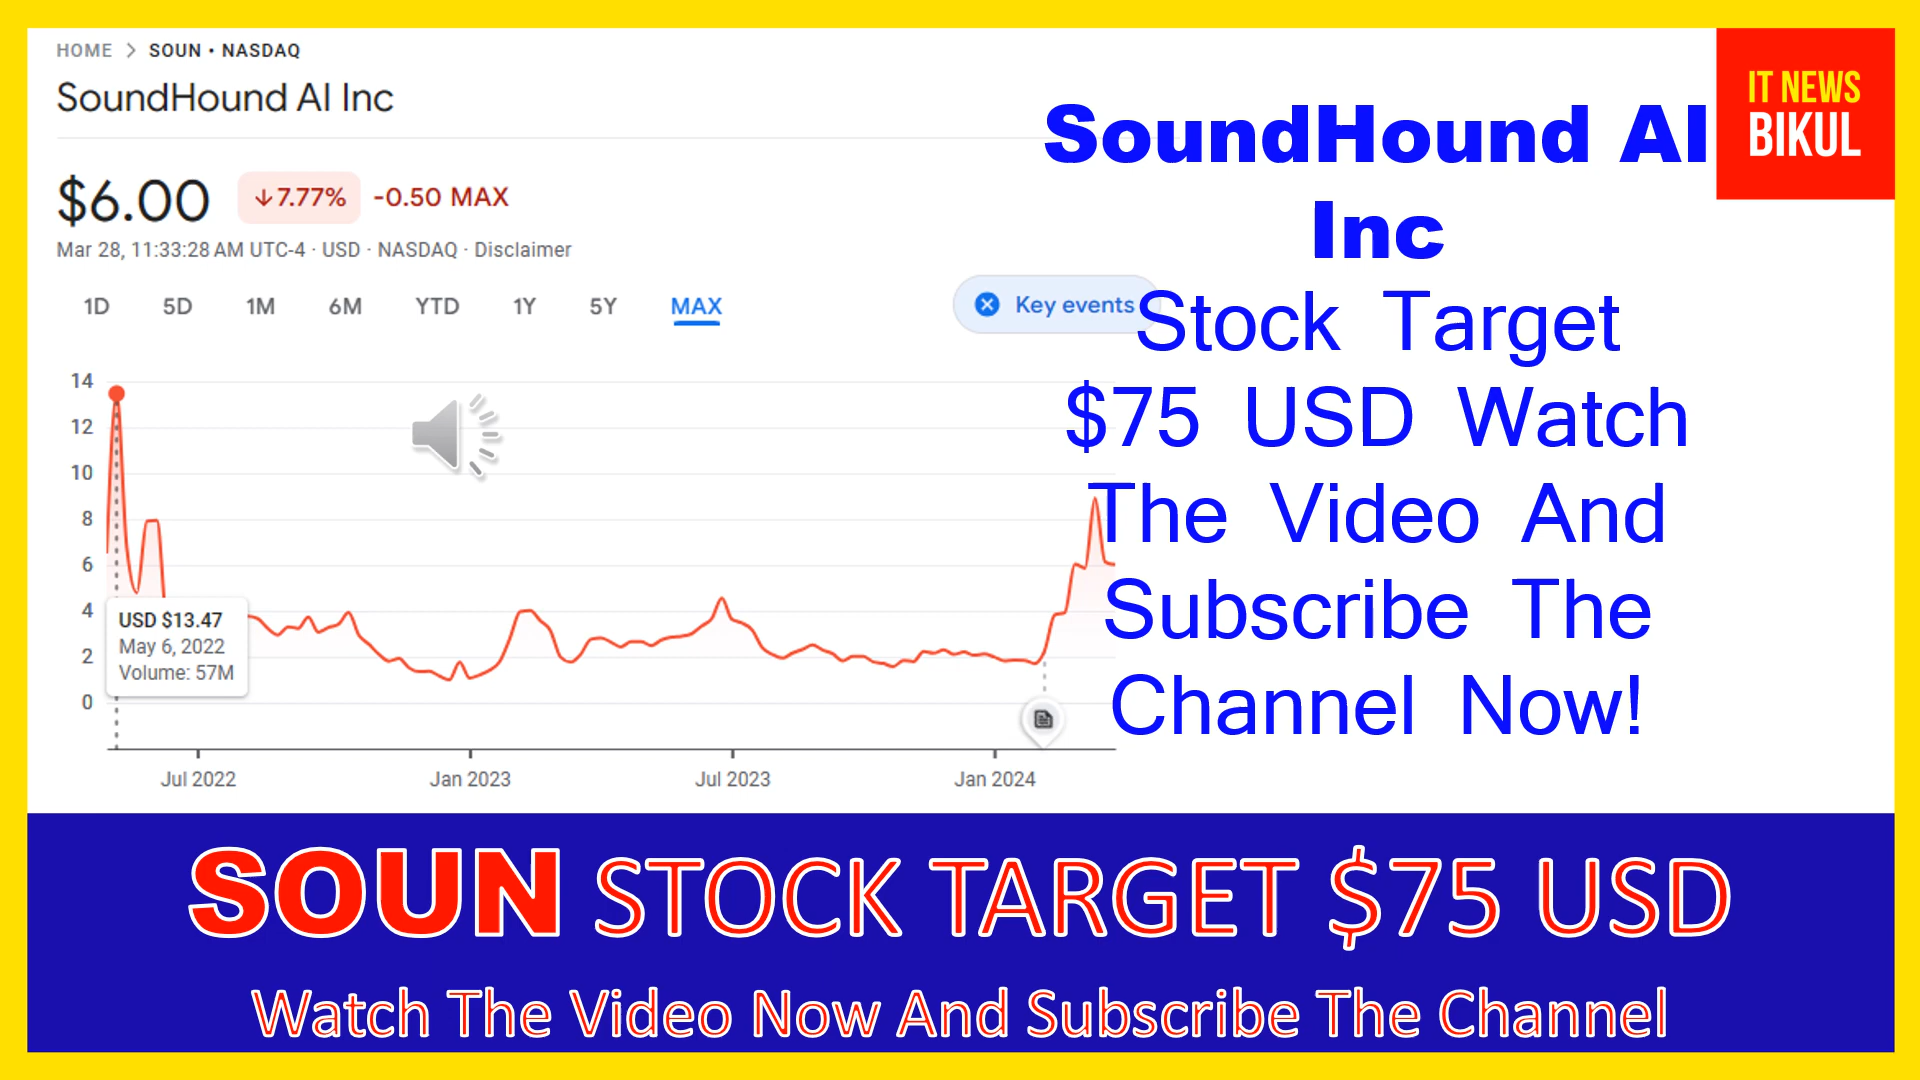 HOME > SOUN • NASDAQ
SoundHound AI Inc
$6.00 ↓7.77% -0.50 MAX
Mar 28, 11:33:28 AM UTC-4 · USD · NASDAQ · Disclaimer
1D 5D 1M 6M YTD 1Y 5Y MAX
Key events
14
12
10
8
6
4
2
0
USD $13.47
May 6, 2022
Volume: 57M
Jul 2022 Jan 2023 Jul 2023 Jan 2024
SoundHound AI
Inc
Stock Target
$75 USD Watch
The Video And
Subscribe The
Channel Now!
IT NEWS
BIKUL
SOUN STOCK TARGET $75 USD
Watch The Video Now And Subscribe The Channel